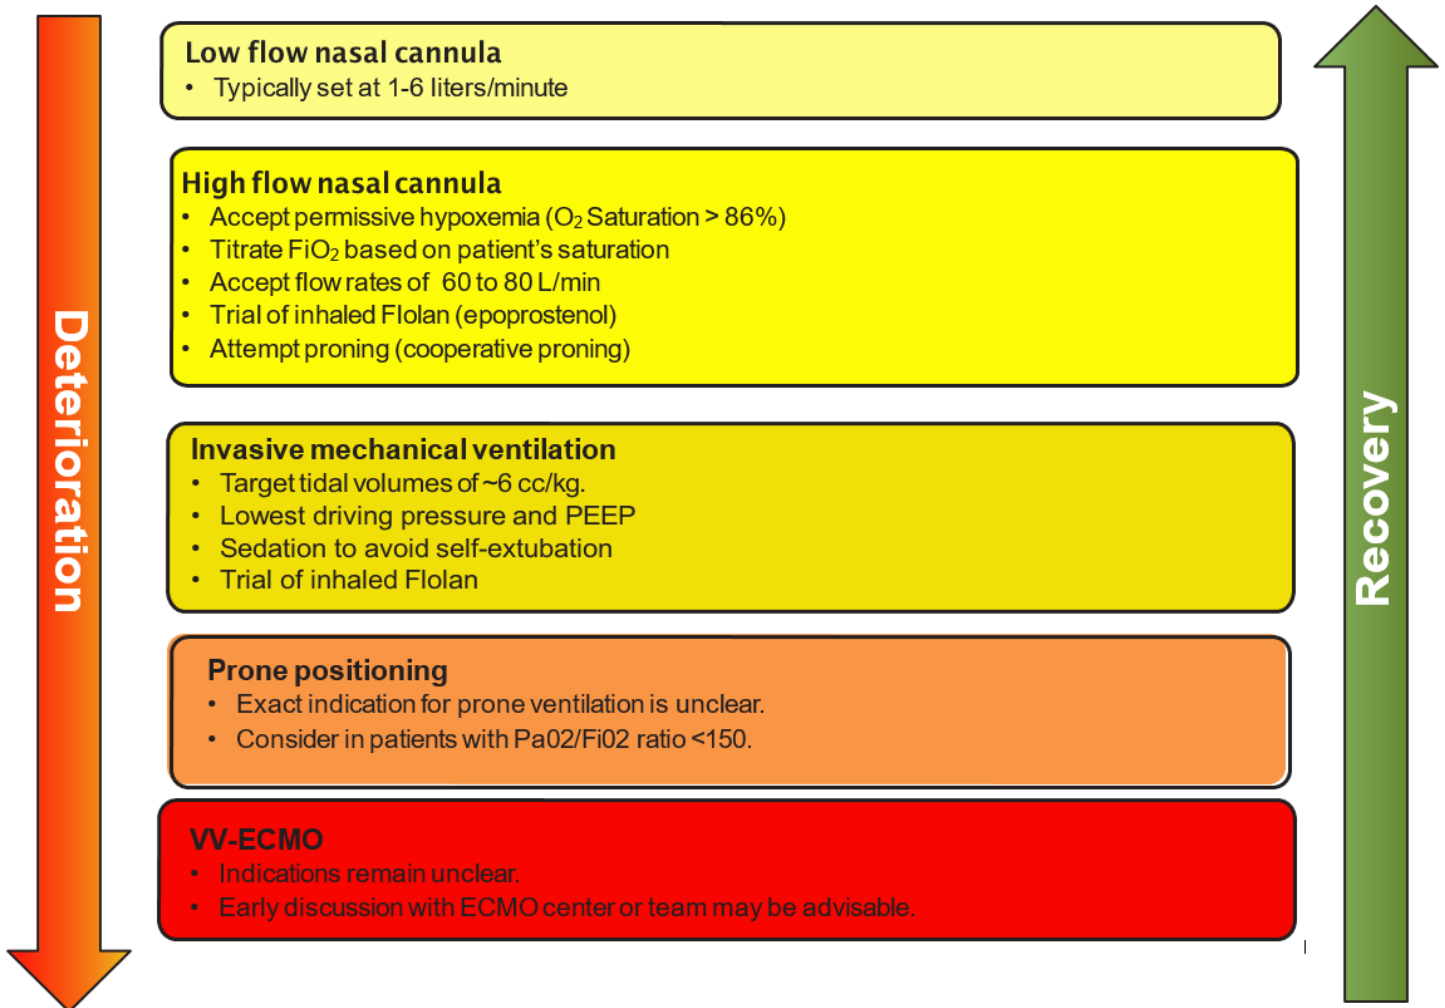 Low flow nasal cannula
• Typically set at 1-6 liters/minute
High flow nasal cannula
• Accept permissive hypoxemia (O₂ Saturation > 86%)
• Titrate FiO₂ based on patient's saturation
• Accept flow rates of 60 to 80 L/min
• Trial of inhaled Flolan (epoprostenol)
• Attempt proning (cooperative proning)
Invasive mechanical ventilation
• Target tidal volumes of ~6 cc/kg.
• Lowest driving pressure and PEEP
• Sedation to avoid self-extubation
• Trial of inhaled Flolan
Prone positioning
• Exact indication for prone ventilation is unclear.
• Consider in patients with Pa02/Fi02 ratio <150.
VV-ECMO
• Indications remain unclear.
• Early discussion with ECMO center or team may be advisable.
Deterioration
Recovery